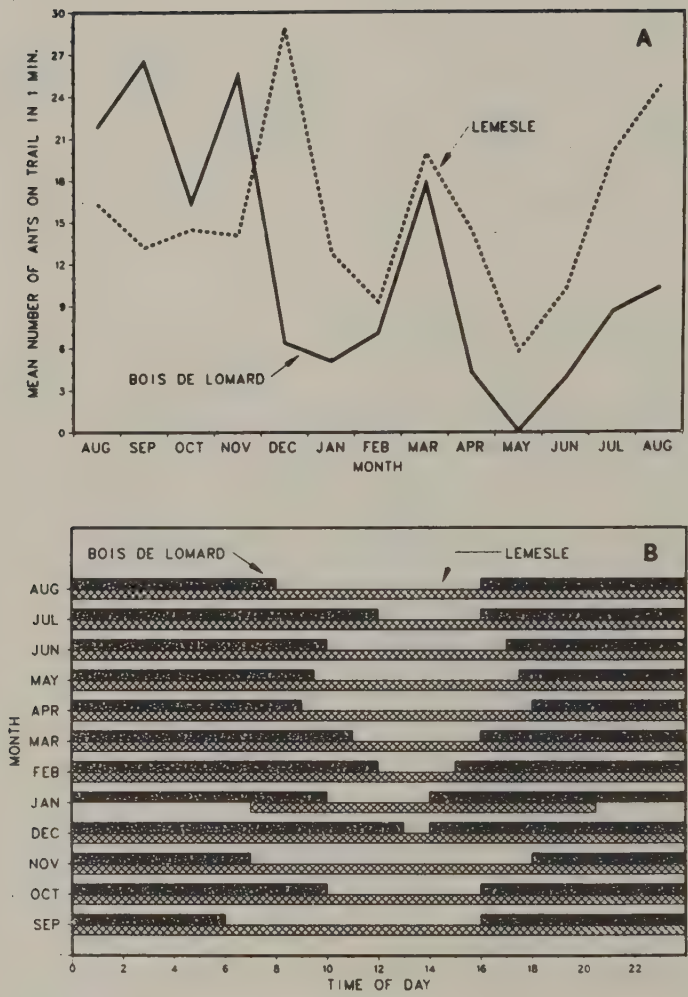 A
MEAN NUMBER OF ANTS ON TRAIL IN 1 MIN.
30
27
24
21
18
15
12
9
6
3
0
LEMESLE
BOIS DE LOMARD
AUG SEP OCT NOV DEC JAN FEB MAR APR MAY JUN JUL AUG
MONTH
B
BOIS DE LOMARD
LEMESLE
MONTH
AUG
JUL
JUN
MAY
APR
MAR
FEB
JAN
DEC
NOV
OCT
SEP
0 2 4 6 8 10 12 14 16 18 20 22
TIME OF DAY